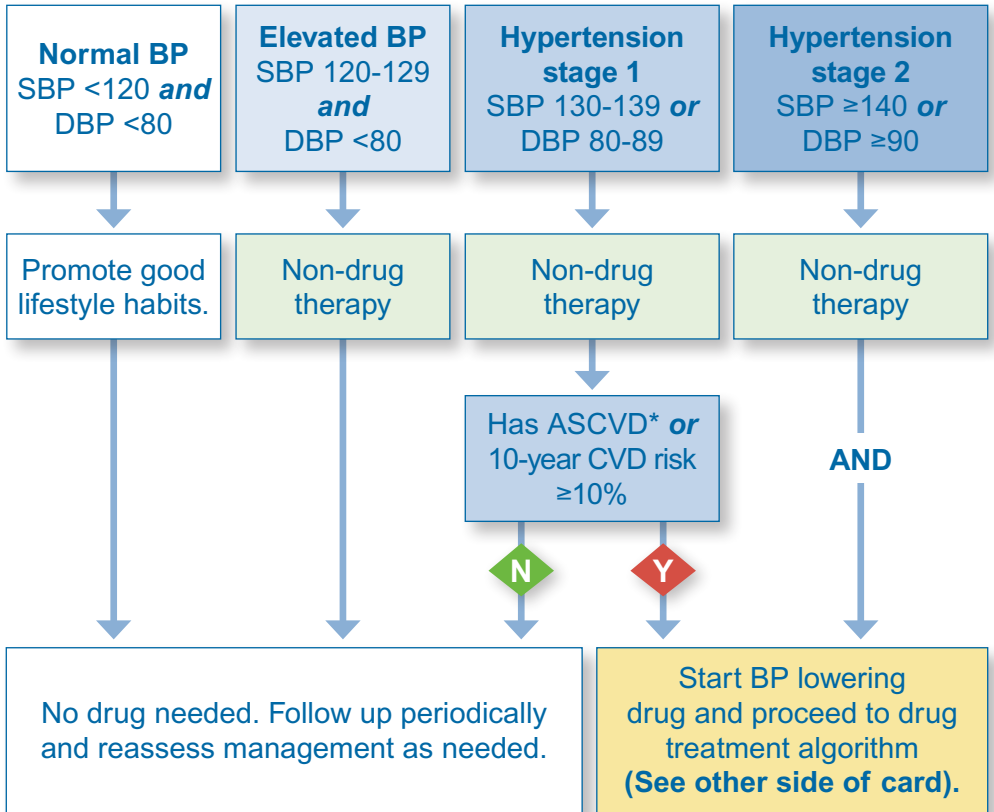 Normal BP
SBP <120 and
DBP <80
Elevated BP
SBP 120-129
and
DBP <80
Hypertension
stage 1
SBP 130-139 or
DBP 80-89
Hypertension
stage 2
SBP ≥140 or
DBP ≥90
Promote good
lifestyle habits.
Non-drug
therapy
Non-drug
therapy
Non-drug
therapy
Has ASCVD* or
10-year CVD risk
≥10%
AND
N
Y
No drug needed. Follow up periodically
and reassess management as needed.
Start BP lowering
drug and proceed to drug
treatment algorithm
(See other side of card).